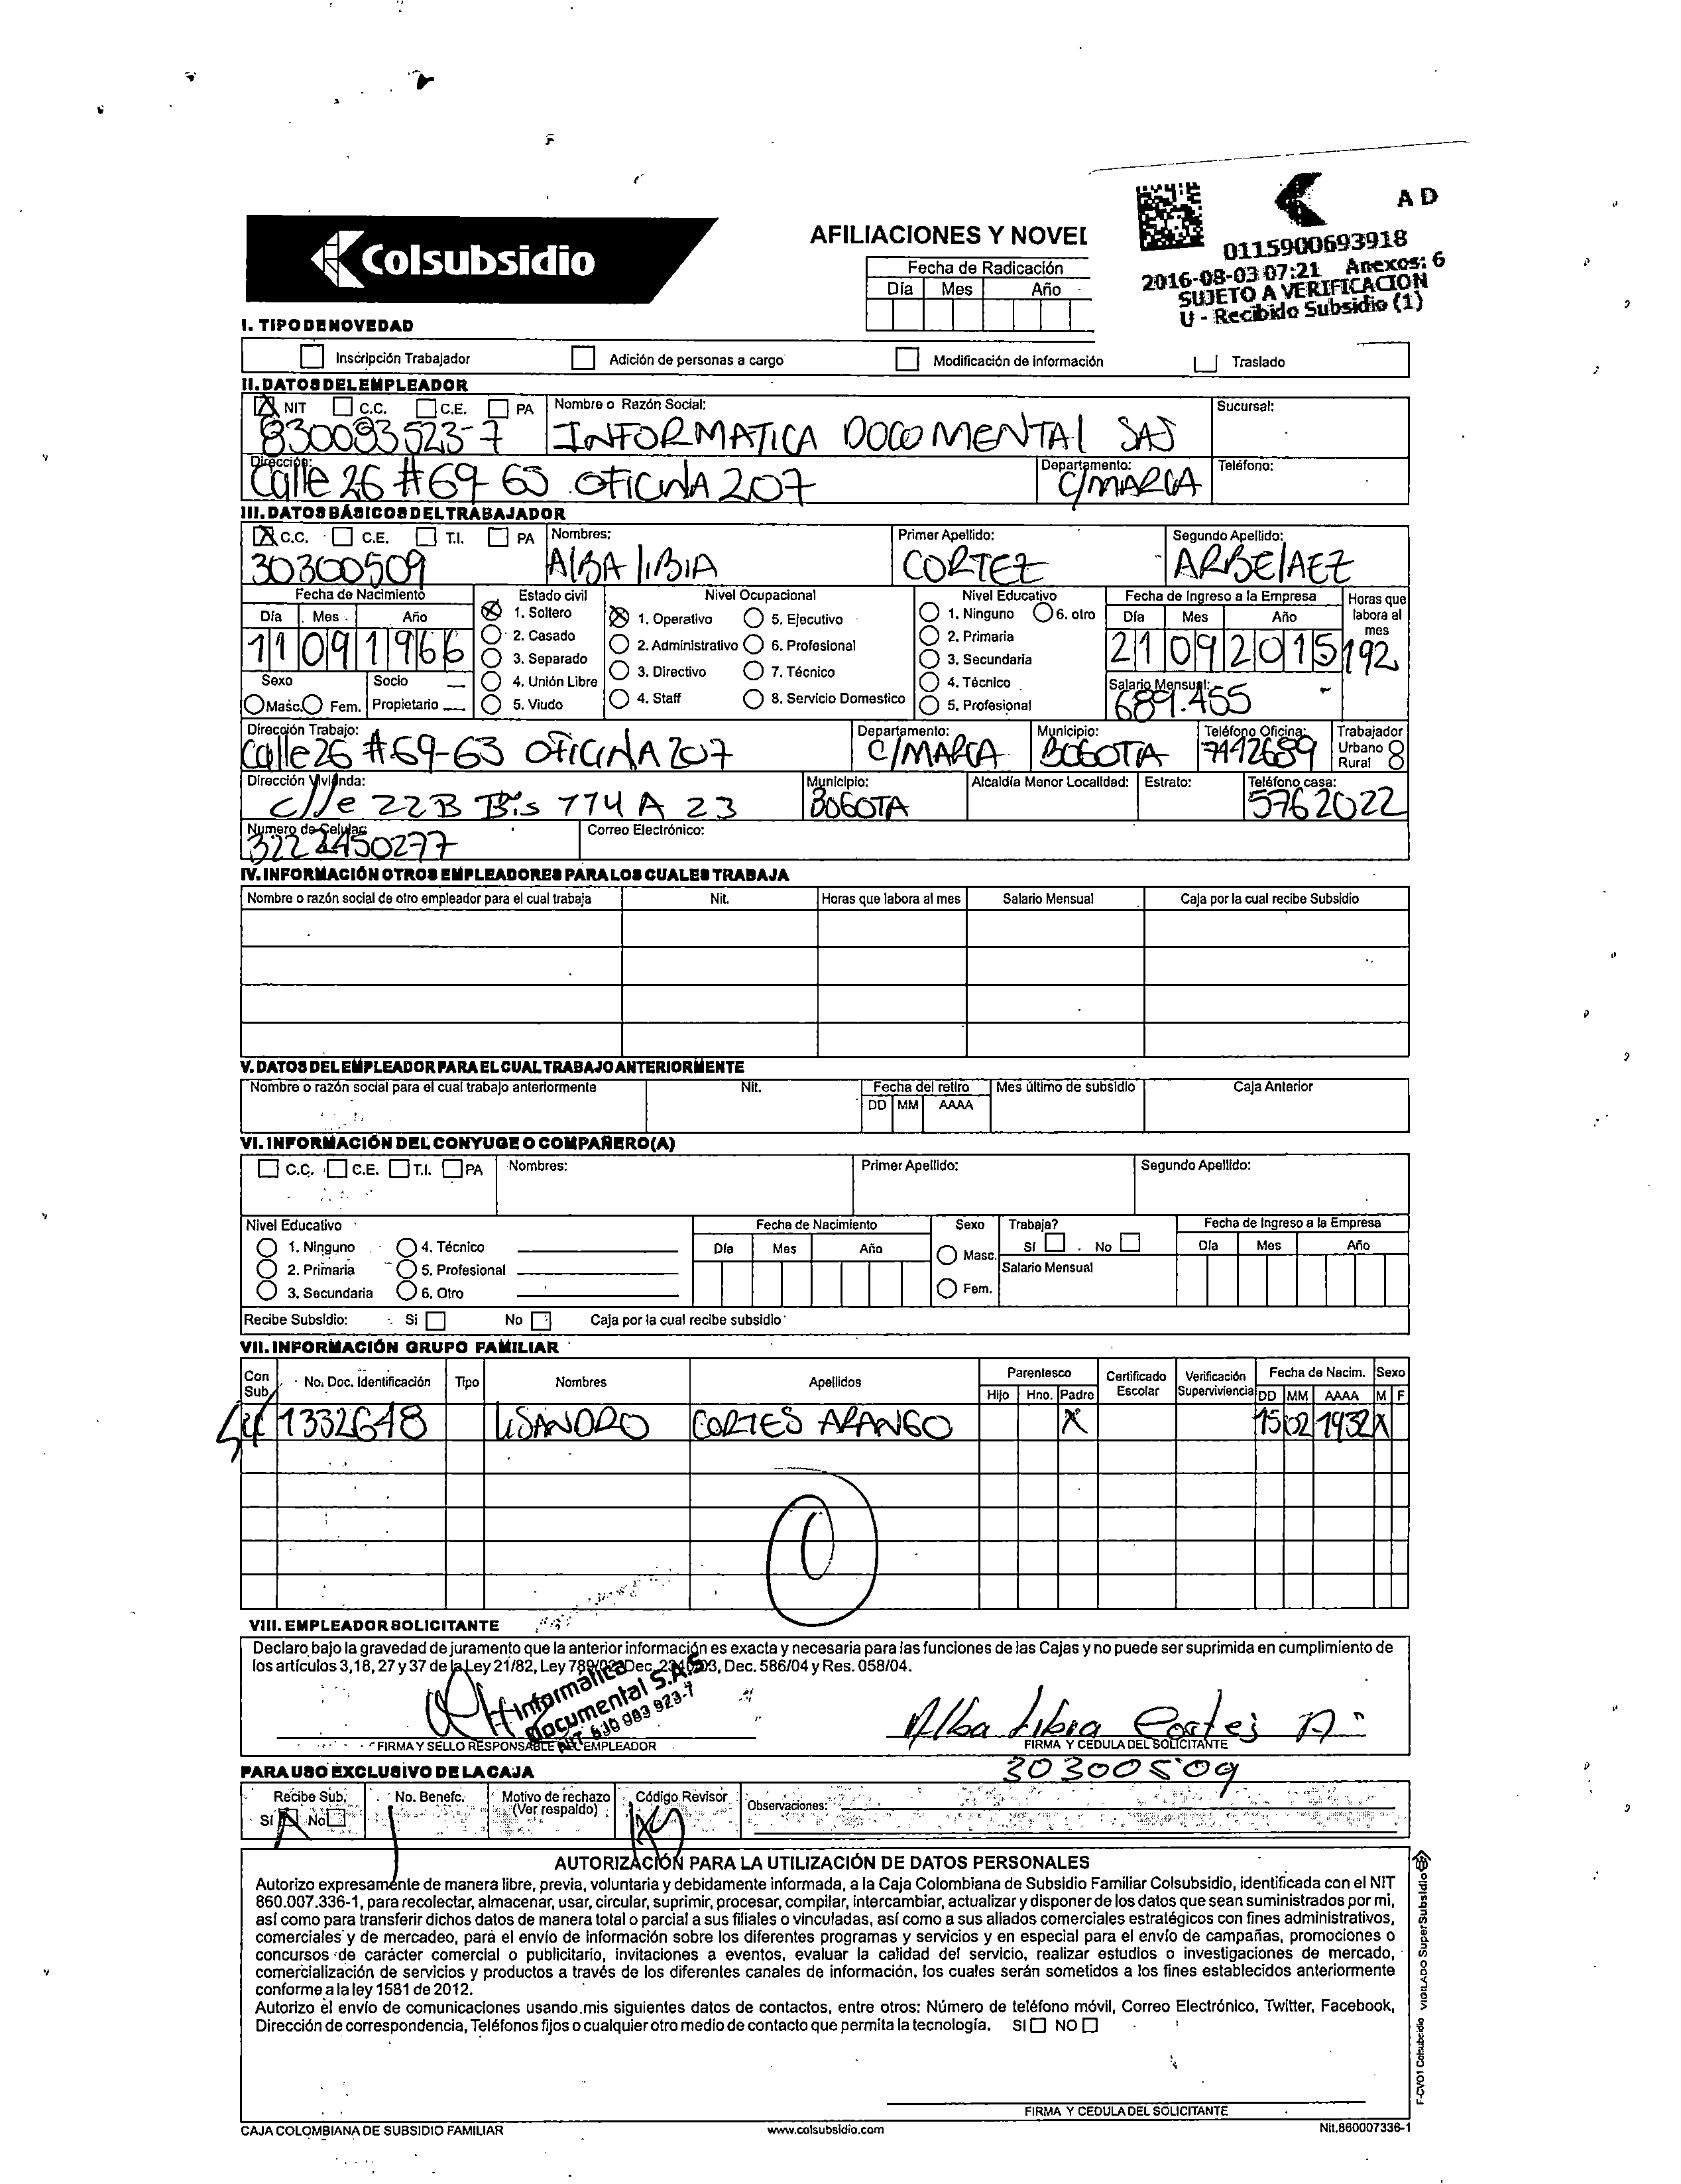 AD
0115900693918
2016-08-03 07:21 Anexos: 6
SUJETO A VERIFICACION
U - Recibido Subsidio (1)
Colsubsidio
AFILIACIONES Y NOVED
Fecha de Radicación
Día Mes Año
I. TIPO DE NOVEDAD
Inscripción Trabajador Adición de personas a cargo Modificación de información Traslado
II. DATOS DEL EMPLEADOR
X NIT C.C. C.E. PA Nombre o Razón Social: Sucursal:
830083523-7 INFORMATICA DOCOMENTAL SAS
Dirección: Departamento: Teléfono:
Calle 26 #69-63 OFICINA 207 C/MARCA
III. DATOS BÁSICOS DEL TRABAJADOR
X C.C. C.E. T.I. PA Nombres: Primer Apellido: Segundo Apellido:
30300509 AlBA lIBIA CORTEZ ARBElAEZ
Fecha de Nacimiento Estado civil Nivel Ocupacional Nivel Educativo Fecha de Ingreso a la Empresa Horas que labora al mes
Día Mes Año X 1. Soltero X 1. Operativo 5. Ejecutivo 1. Ninguno 6. otro Día Mes Año
11 09 1966 2. Casado 2. Administrativo 6. Profesional 2. Primaria 21 09 2015 192
3. Separado 3. Directivo 7. Técnico 3. Secundaria
Sexo Socio 4. Unión Libre 4. Staff 8. Servicio Domestico 4. Técnico Salario Mensual:
Masc. Fem. Propietario 5. Viudo 5. Profesional 689.455
Dirección Trabajo: Departamento: Municipio: Teléfono Oficina: Trabajador
Calle 26 #69-63 OFICINA 207 C/MARCA BOGOTA 7412689 Urbano Rural
Dirección Vivienda: Municipio: Alcaldía Menor Localidad: Estrato: Teléfono casa:
Clle 22B Bis 114 A 23 BOGOTA 5762022
Numero de Celular: Correo Electrónico:
3222450277
IV. INFORMACIÓN OTROS EMPLEADORES PARA LOS CUALES TRABAJA
Nombre o razón social de otro empleador para el cual trabaja Nit. Horas que labora al mes Salario Mensual Caja por la cual recibe Subsidio
V. DATOS DEL EMPLEADOR PARA EL CUAL TRABAJO ANTERIORMENTE
Nombre o razón social para el cual trabajo anteriormente Nit. Fecha del retiro Mes último de subsidio Caja Anterior
DD MM AAAA
VI. INFORMACIÓN DEL CONYUGE O COMPAÑERO(A)
C.C. C.E. T.I. PA Nombres: Primer Apellido: Segundo Apellido:
Nivel Educativo Fecha de Nacimiento Sexo Trabaja? Fecha de Ingreso a la Empresa
1. Ninguno 4. Técnico Día Mes Año Masc. Sí No Día Mes Año
2. Primaria 5. Profesional Salario Mensual
3. Secundaria 6. Otro Fem.
Recibe Subsidio: Si No Caja por la cual recibe subsidio
VII. INFORMACIÓN GRUPO FAMILIAR
Con Sub. No. Doc. Identificación Tipo Nombres Apellidos Parentesco Certificado Escolar Verificación Supervivencia Fecha de Nacim. Sexo
Hijo Hno. Padre DD MM AAAA M F
1332648 LISANDRO CORTES ARANGO X 15 02 1932 X
VIII. EMPLEADOR SOLICITANTE
Declaro bajo la gravedad de juramento que la anterior información es exacta y necesaria para las funciones de las Cajas y no puede ser suprimida en cumplimiento de
los artículos 3, 18, 27 y 37 de la Ley 21/82, Ley 789/02, Dec. 2340/03, Dec. 586/04 y Res. 058/04.
Informática
Documental S.A.S
NIT. 830 083 523-7
Alba Libia Cortes A
FIRMA Y SELLO RESPONSABLE DEL EMPLEADOR FIRMA Y CEDULA DEL SOLICITANTE
30300509
PARA USO EXCLUSIVO DE LA CAJA
Recibe Sub. No. Benefc. Motivo de rechazo Código Revisor Observaciones:
(Ver respaldo)
Sí X No 1
AUTORIZACIÓN PARA LA UTILIZACIÓN DE DATOS PERSONALES
Autorizo expresamente de manera libre, previa, voluntaria y debidamente informada, a la Caja Colombiana de Subsidio Familiar Colsubsidio, identificada con el NIT
860.007.336-1, para recolectar, almacenar, usar, circular, suprimir, procesar, compilar, intercambiar, actualizar y disponer de los datos que sean suministrados por mi,
así como para transferir dichos datos de manera total o parcial a sus filiales o vinculadas, así como a sus aliados comerciales estratégicos con fines administrativos,
comerciales y de mercadeo, para el envío de información sobre los diferentes programas y servicios y en especial para el envío de campañas, promociones o
concursos de carácter comercial o publicitario, invitaciones a eventos, evaluar la calidad del servicio, realizar estudios o investigaciones de mercado,
comercialización de servicios y productos a través de los diferentes canales de información, los cuales serán sometidos a los fines establecidos anteriormente
conforme a la ley 1581 de 2012.
Autorizo el envío de comunicaciones usando mis siguientes datos de contactos, entre otros: Número de teléfono móvil, Correo Electrónico, Twitter, Facebook,
Dirección de correspondencia, Teléfonos fijos o cualquier otro medio de contacto que permita la tecnología. SI NO
FIRMA Y CEDULA DEL SOLICITANTE
CAJA COLOMBIANA DE SUBSIDIO FAMILIAR www.colsubsidio.com Nit.860007336-1
F-CV01 Colsubsidio VIGILADO SuperSubsidio